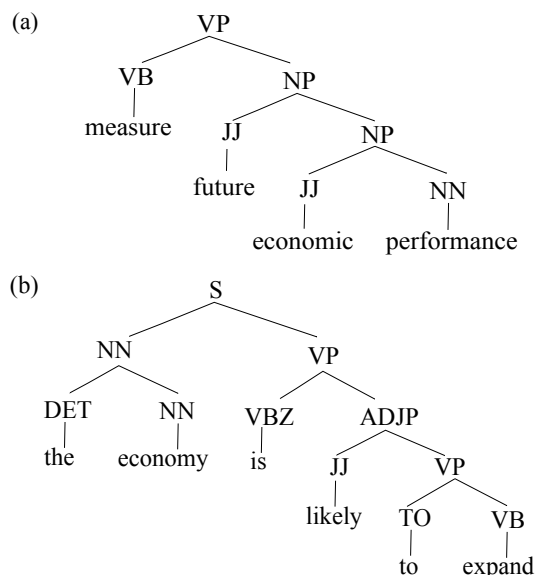 (a)
VP
VB NP
measure JJ NP
future JJ NN
economic performance
(b)
S
NN VP
DET NN VBZ ADJP
the economy is JJ VP
likely TO VB
to expand